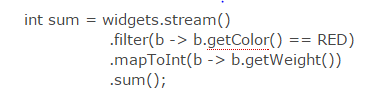 int sum = widgets.stream()
.filter(b -> b.getColor() == RED)
.mapToInt(b -> b.getWeight())
.sum();